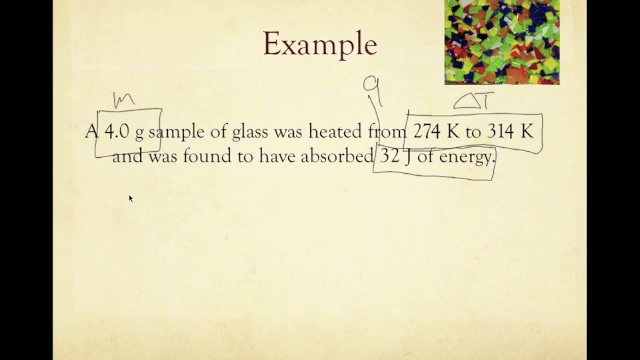 Example
m
q
ΔT
A 4.0 g sample of glass was heated from 274 K to 314 K
and was found to have absorbed 32 J of energy.